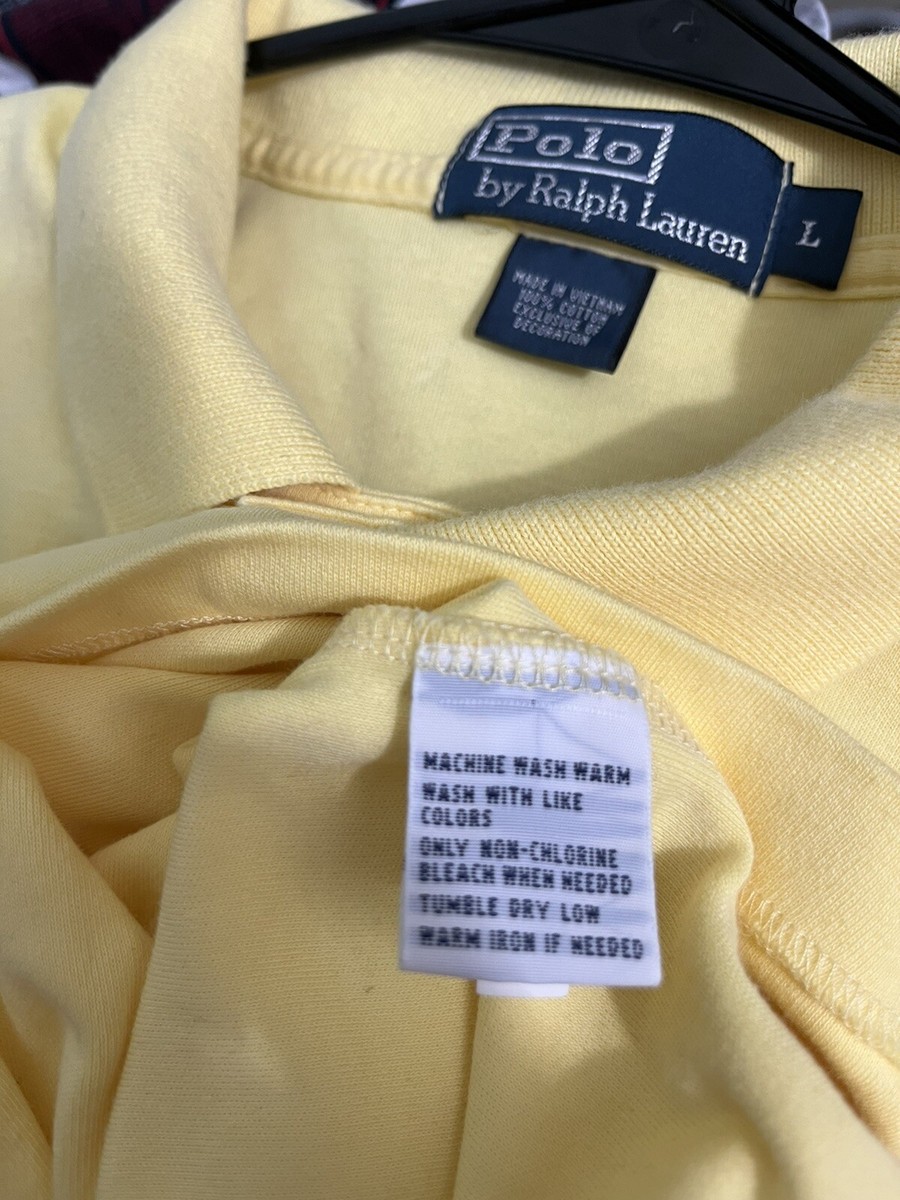 Polo
by Ralph Lauren
L
MADE IN VIETNAM
100% COTTON
EXCLUSIVE OF
DECORATION
MACHINE WASH WARM
WASH WITH LIKE
COLORS
ONLY NON-CHLORINE
BLEACH WHEN NEEDED
TUMBLE DRY LOW
WARM IRON IF NEEDED